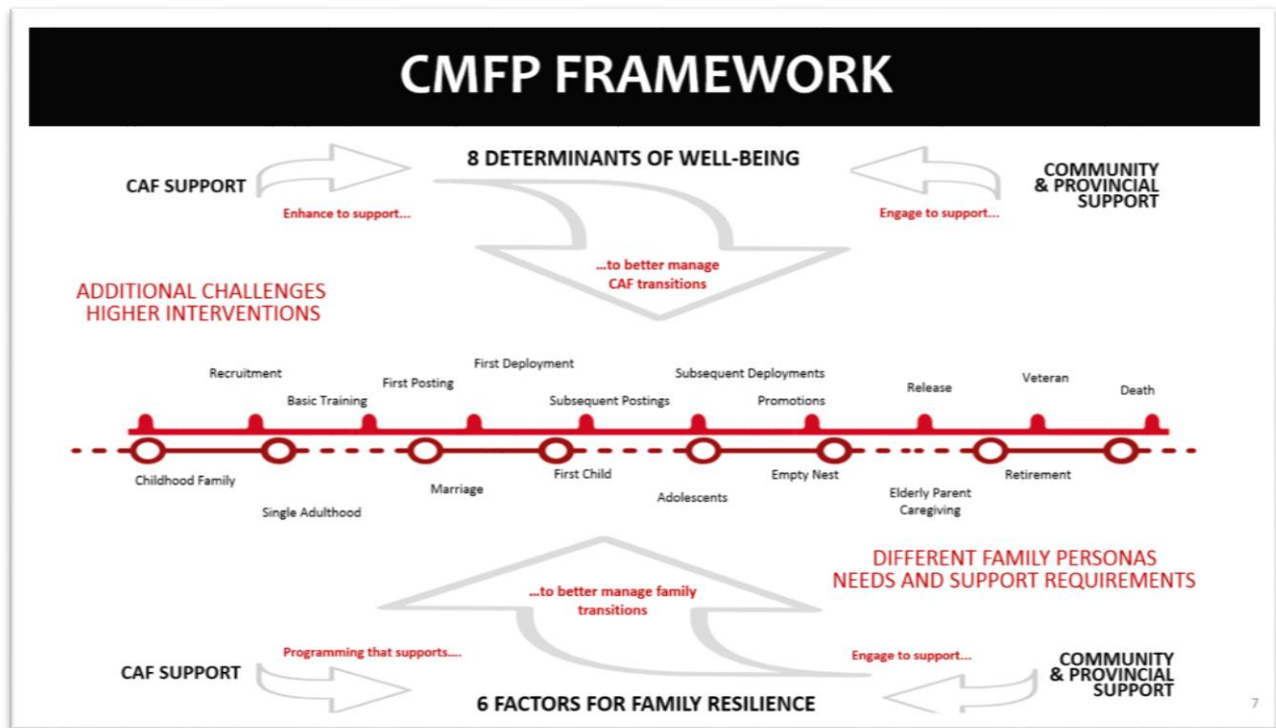 CMFP FRAMEWORK
8 DETERMINANTS OF WELL-BEING
CAF SUPPORT
Enhance to support...
COMMUNITY
& PROVINCIAL
SUPPORT
Engage to support...
...to better manage
CAF transitions
ADDITIONAL CHALLENGES
HIGHER INTERVENTIONS
Recruitment
Basic Training
First Posting
First Deployment
Subsequent Postings
Subsequent Deployments
Promotions
Release
Veteran
Death
Childhood Family
Single Adulthood
Marriage
First Child
Adolescents
Empty Nest
Elderly Parent
Caregiving
Retirement
DIFFERENT FAMILY PERSONAS
NEEDS AND SUPPORT REQUIREMENTS
...to better manage family
transitions
CAF SUPPORT
Programming that supports....
Engage to support...
COMMUNITY
& PROVINCIAL
SUPPORT
6 FACTORS FOR FAMILY RESILIENCE
7